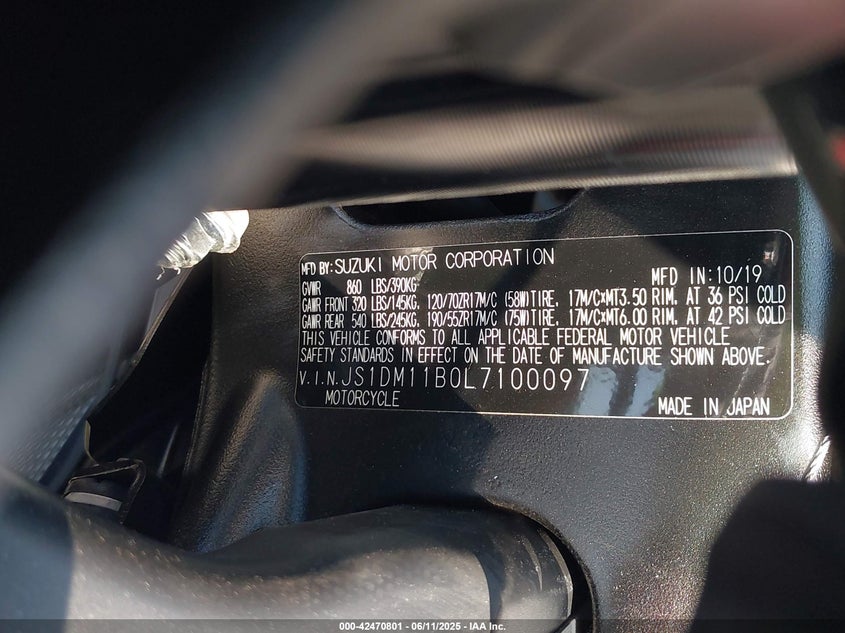 MFD BY: SUZUKI MOTOR CORPORATION MFD IN: 10/19
GVWR 860 LBS/390KG
GAWR FRONT 320 LBS/145KG, 120/70ZR17M/C (58W)TIRE, 17M/C×MT3.50 RIM, AT 36 PSI COLD
GAWR REAR 540 LBS/245KG, 190/55ZR17M/C (75W)TIRE, 17M/C×MT6.00 RIM, AT 42 PSI COLD
THIS VEHICLE CONFORMS TO ALL APPLICABLE FEDERAL MOTOR VEHICLE
SAFETY STANDARDS IN EFFECT ON THE DATE OF MANUFACTURE SHOWN ABOVE.
V.I.N. JS1DM11B0L7100097
MOTORCYCLE MADE IN JAPAN
000-42470801 - 06/11/2025 - IAA Inc.